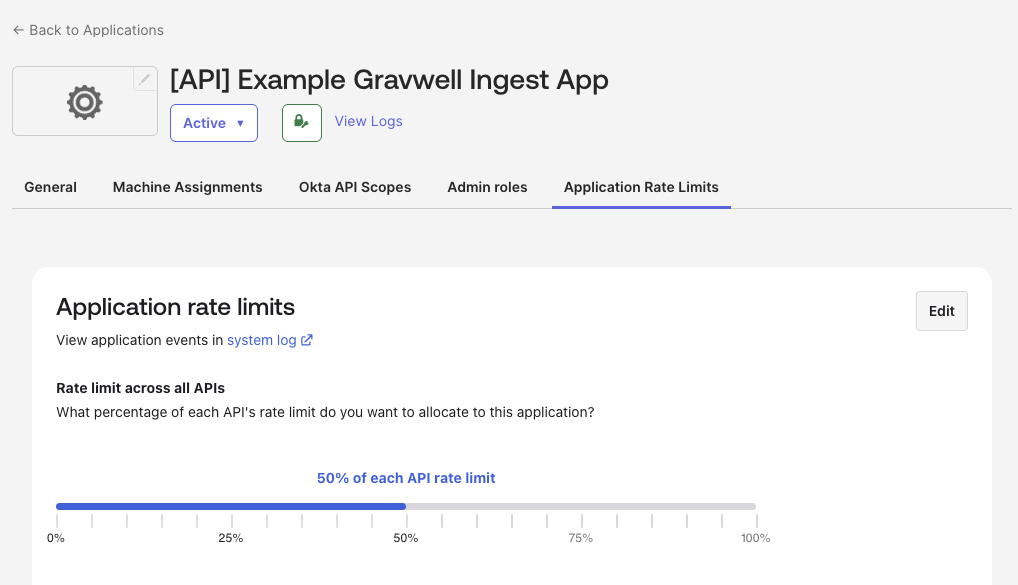 ← Back to Applications
[API] Example Gravwell Ingest App
Active ▼
View Logs
General Machine Assignments Okta API Scopes Admin roles Application Rate Limits
Application rate limits
Edit
View application events in system log
Rate limit across all APIs
What percentage of each API's rate limit do you want to allocate to this application?
50% of each API rate limit
0% 25% 50% 75% 100%